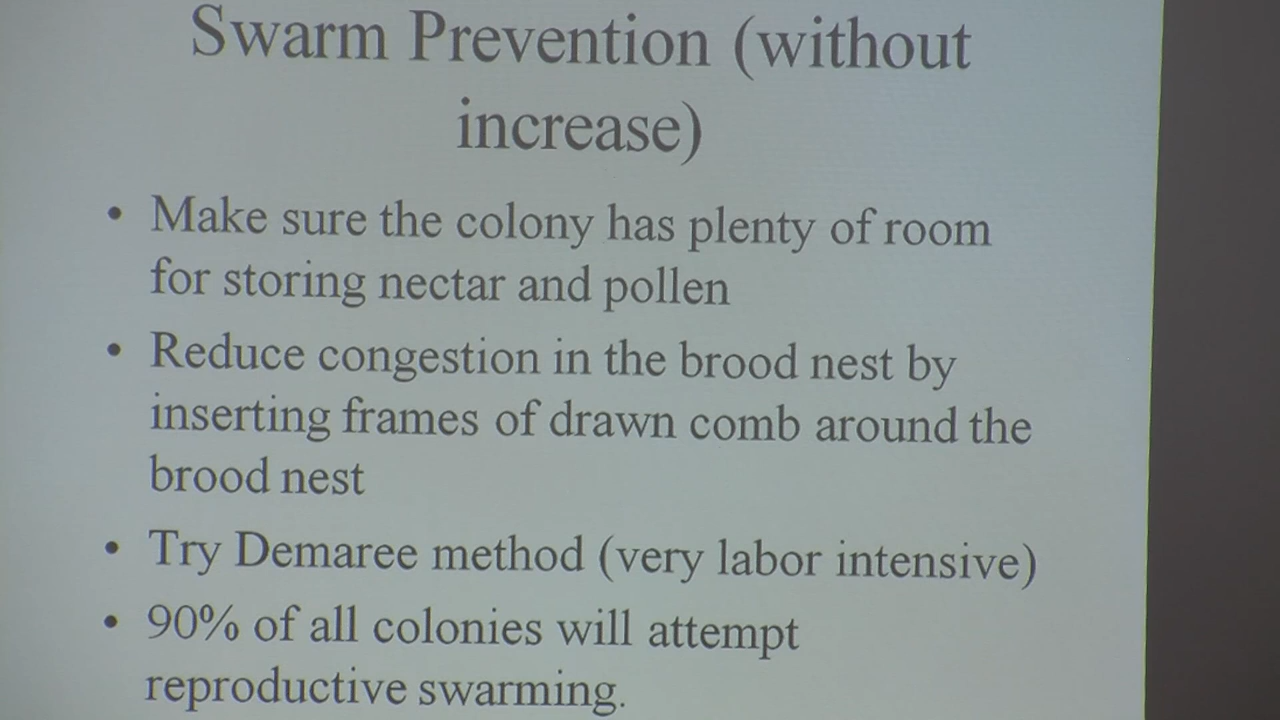 Swarm Prevention (without
increase)
• Make sure the colony has plenty of room
for storing nectar and pollen
• Reduce congestion in the brood nest by
inserting frames of drawn comb around the
brood nest
• Try Demaree method (very labor intensive)
• 90% of all colonies will attempt
reproductive swarming.